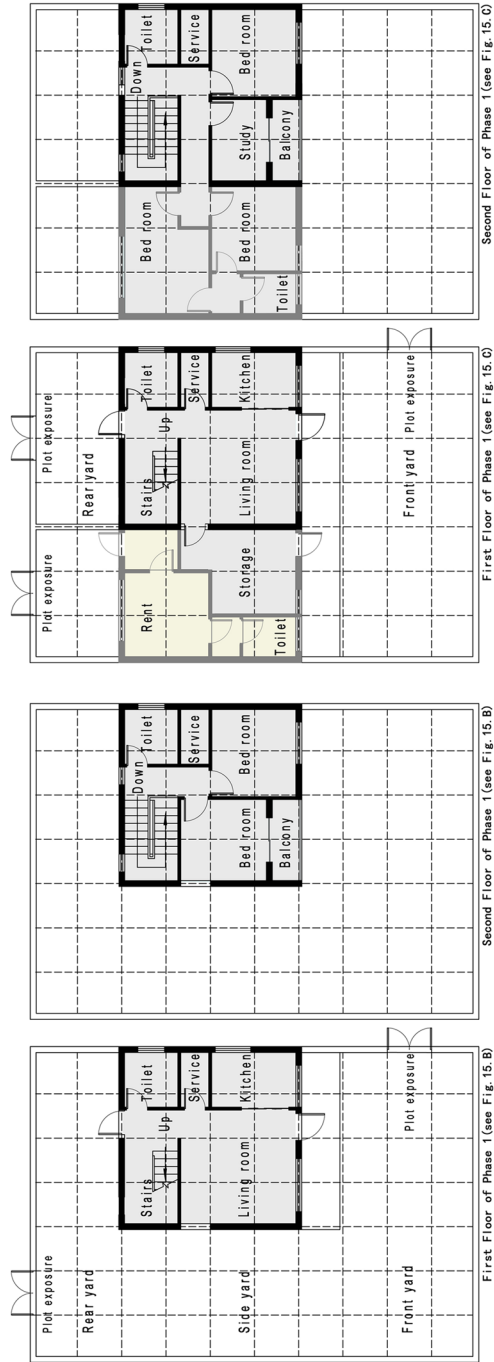 Plot exposure
Rear yard
Stairs
Up
Toilet
Service
Side yard
Living room
Kitchen
Front yard
Plot exposure
First Floor of Phase 1(see Fig. 15. B)
Down
Toilet
Service
Bed room
Bed room
Balcony
Second Floor of Phase 1(see Fig. 15. B)
Plot exposure
Plot exposure
Rear yard
Rent
Stairs
Up
Toilet
Service
Storage
Living room
Kitchen
Toilet
Front yard
Plot exposure
First Floor of Phase 1(see Fig. 15. C)
Down
Toilet
Bed room
Service
Bed room
Study
Bed room
Toilet
Balcony
Second Floor of Phase 1(see Fig. 15. C)